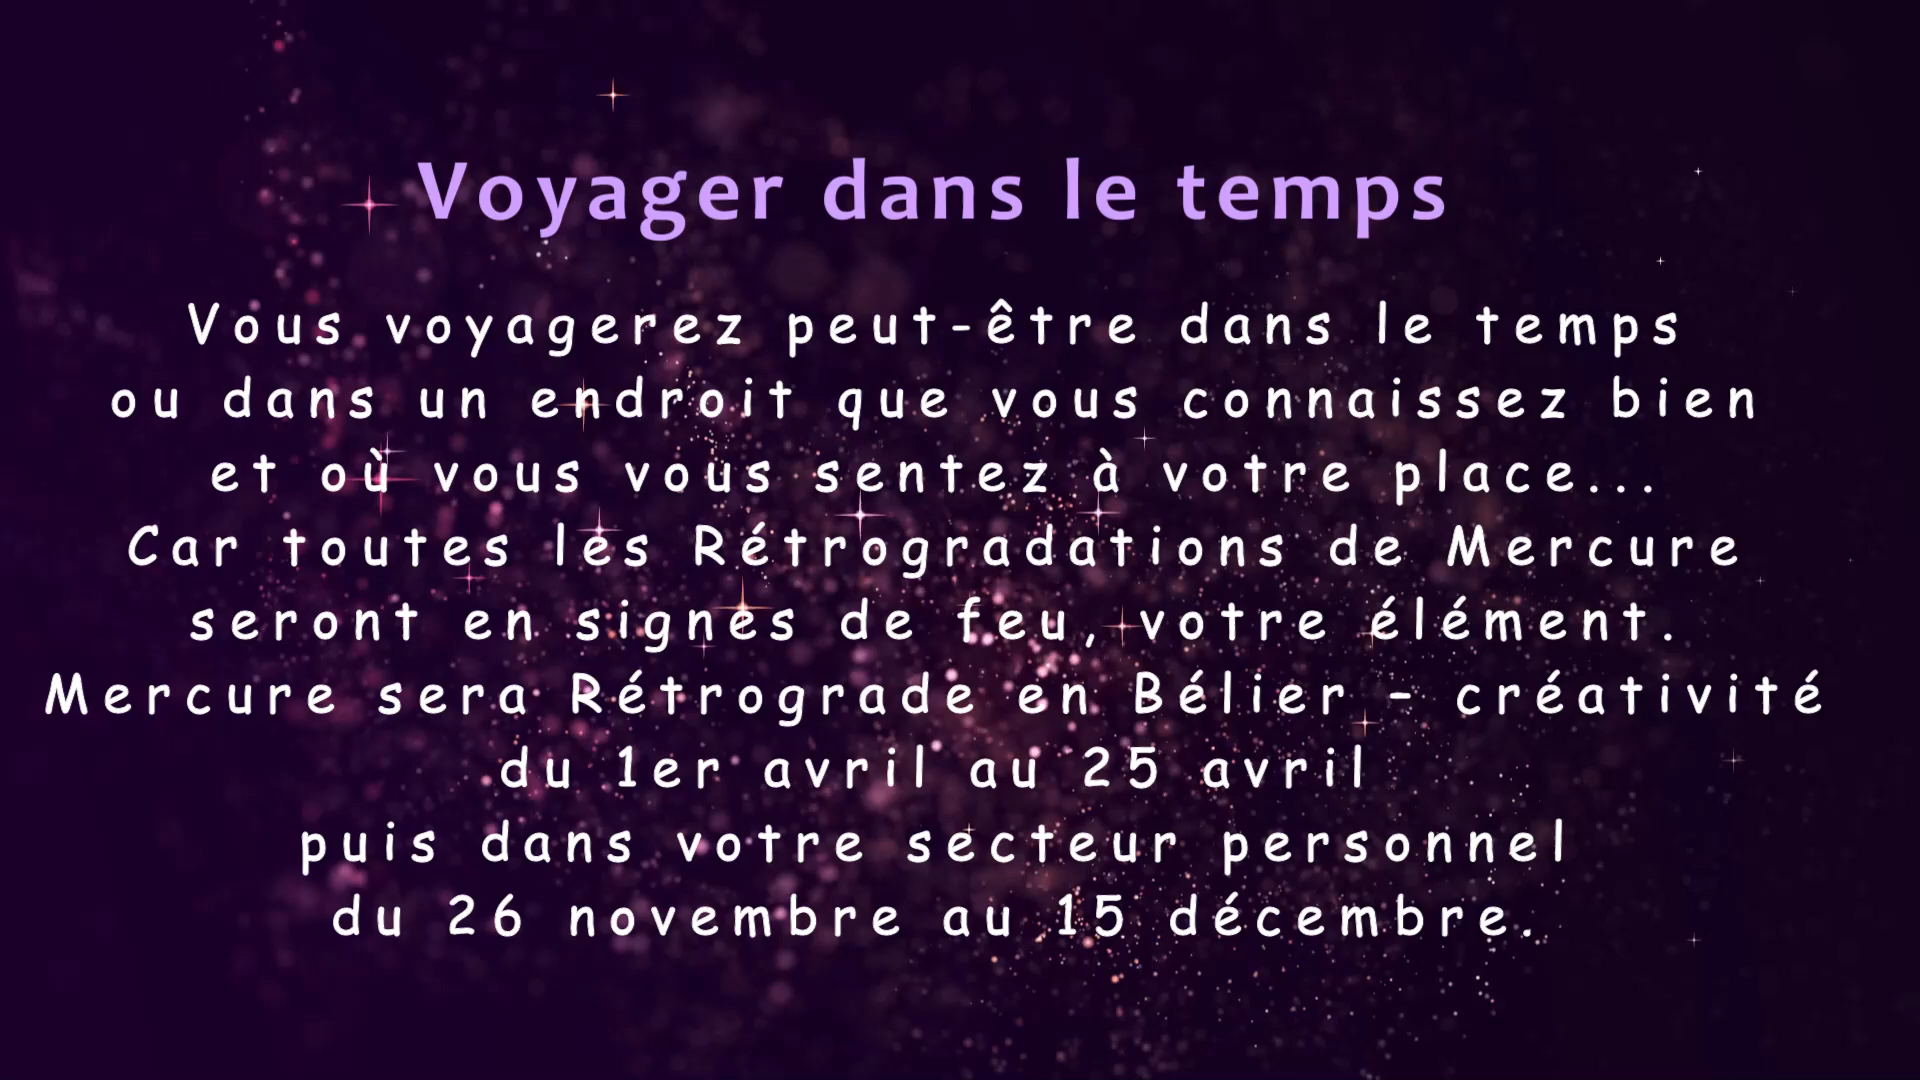 Voyager dans le temps
Vous voyagerez peut-être dans le temps
ou dans un endroit que vous connaissez bien
et où vous vous sentez à votre place...
Car toutes les Rétrogradations de Mercure
seront en signes de feu, votre élément.
Mercure sera Rétrograde en Bélier – créativité
du 1er avril au 25 avril
puis dans votre secteur personnel
du 26 novembre au 15 décembre.